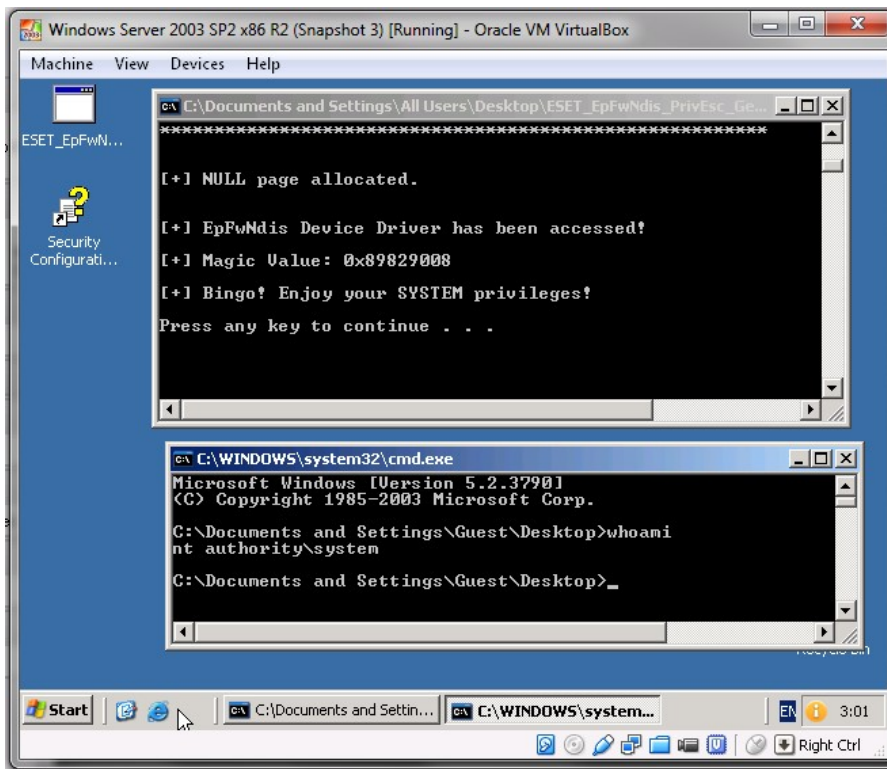 Windows Server 2003 SP2 x86 R2 (Snapshot 3) [Running] - Oracle VM VirtualBox
Machine View Devices Help
ESET_EpFwN...
Security
Configurati...
C:\Documents and Settings\All Users\Desktop\ESET_EpFwNdis_PrivEsc_Ge...
*********************************************************
[+] NULL page allocated.
[+] EpFwNdis Device Driver has been accessed!
[+] Magic Value: 0x89829008
[+] Bingo! Enjoy your SYSTEM privileges!
Press any key to continue . . .
C:\WINDOWS\system32\cmd.exe
Microsoft Windows [Version 5.2.3790]
(C) Copyright 1985-2003 Microsoft Corp.
C:\Documents and Settings\Guest\Desktop>whoami
nt authority\system
C:\Documents and Settings\Guest\Desktop>_
Start
C:\Documents and Settin...
C:\WINDOWS\system...
EN
3:01
Right Ctrl